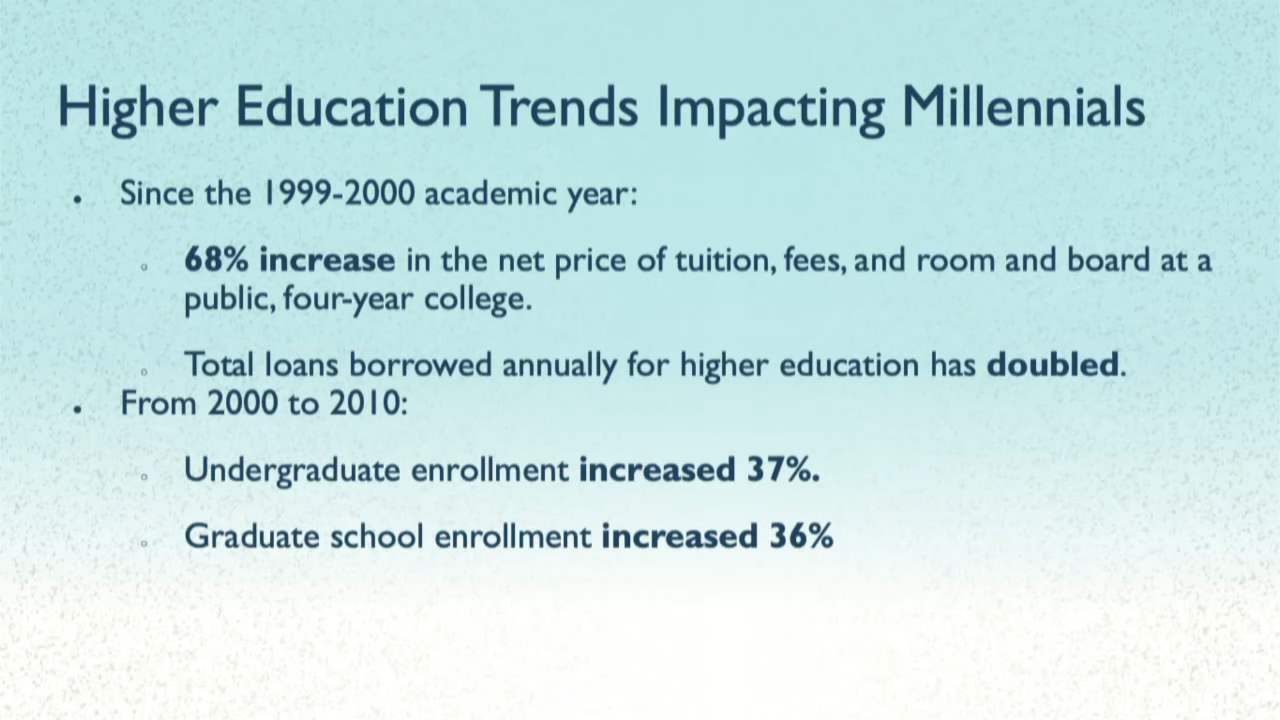 Higher Education Trends Impacting Millennials
• Since the 1999-2000 academic year:
◦ 68% increase in the net price of tuition, fees, and room and board at a
public, four-year college.
◦ Total loans borrowed annually for higher education has doubled.
• From 2000 to 2010:
◦ Undergraduate enrollment increased 37%.
◦ Graduate school enrollment increased 36%